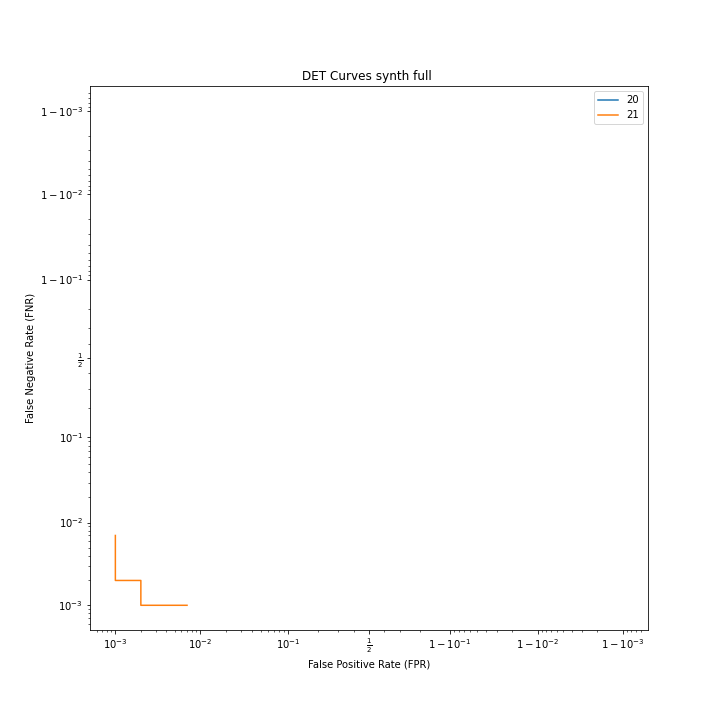 DET Curves synth full
20
21
False Negative Rate (FNR)
1 − 10⁻³
1 − 10⁻²
1 − 10⁻¹
1/2
10⁻¹
10⁻²
10⁻³
10⁻³ 10⁻² 10⁻¹ 1/2 1 − 10⁻¹ 1 − 10⁻² 1 − 10⁻³
False Positive Rate (FPR)